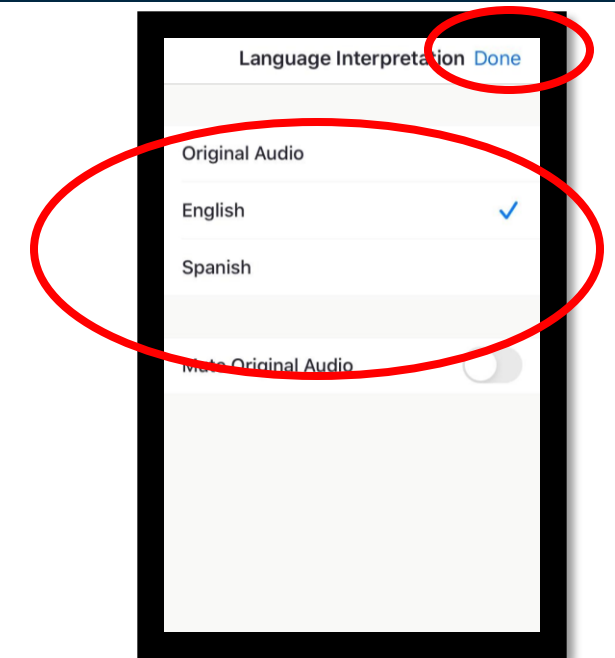 Language Interpretation Done
Original Audio
English
Spanish
Mute Original Audio